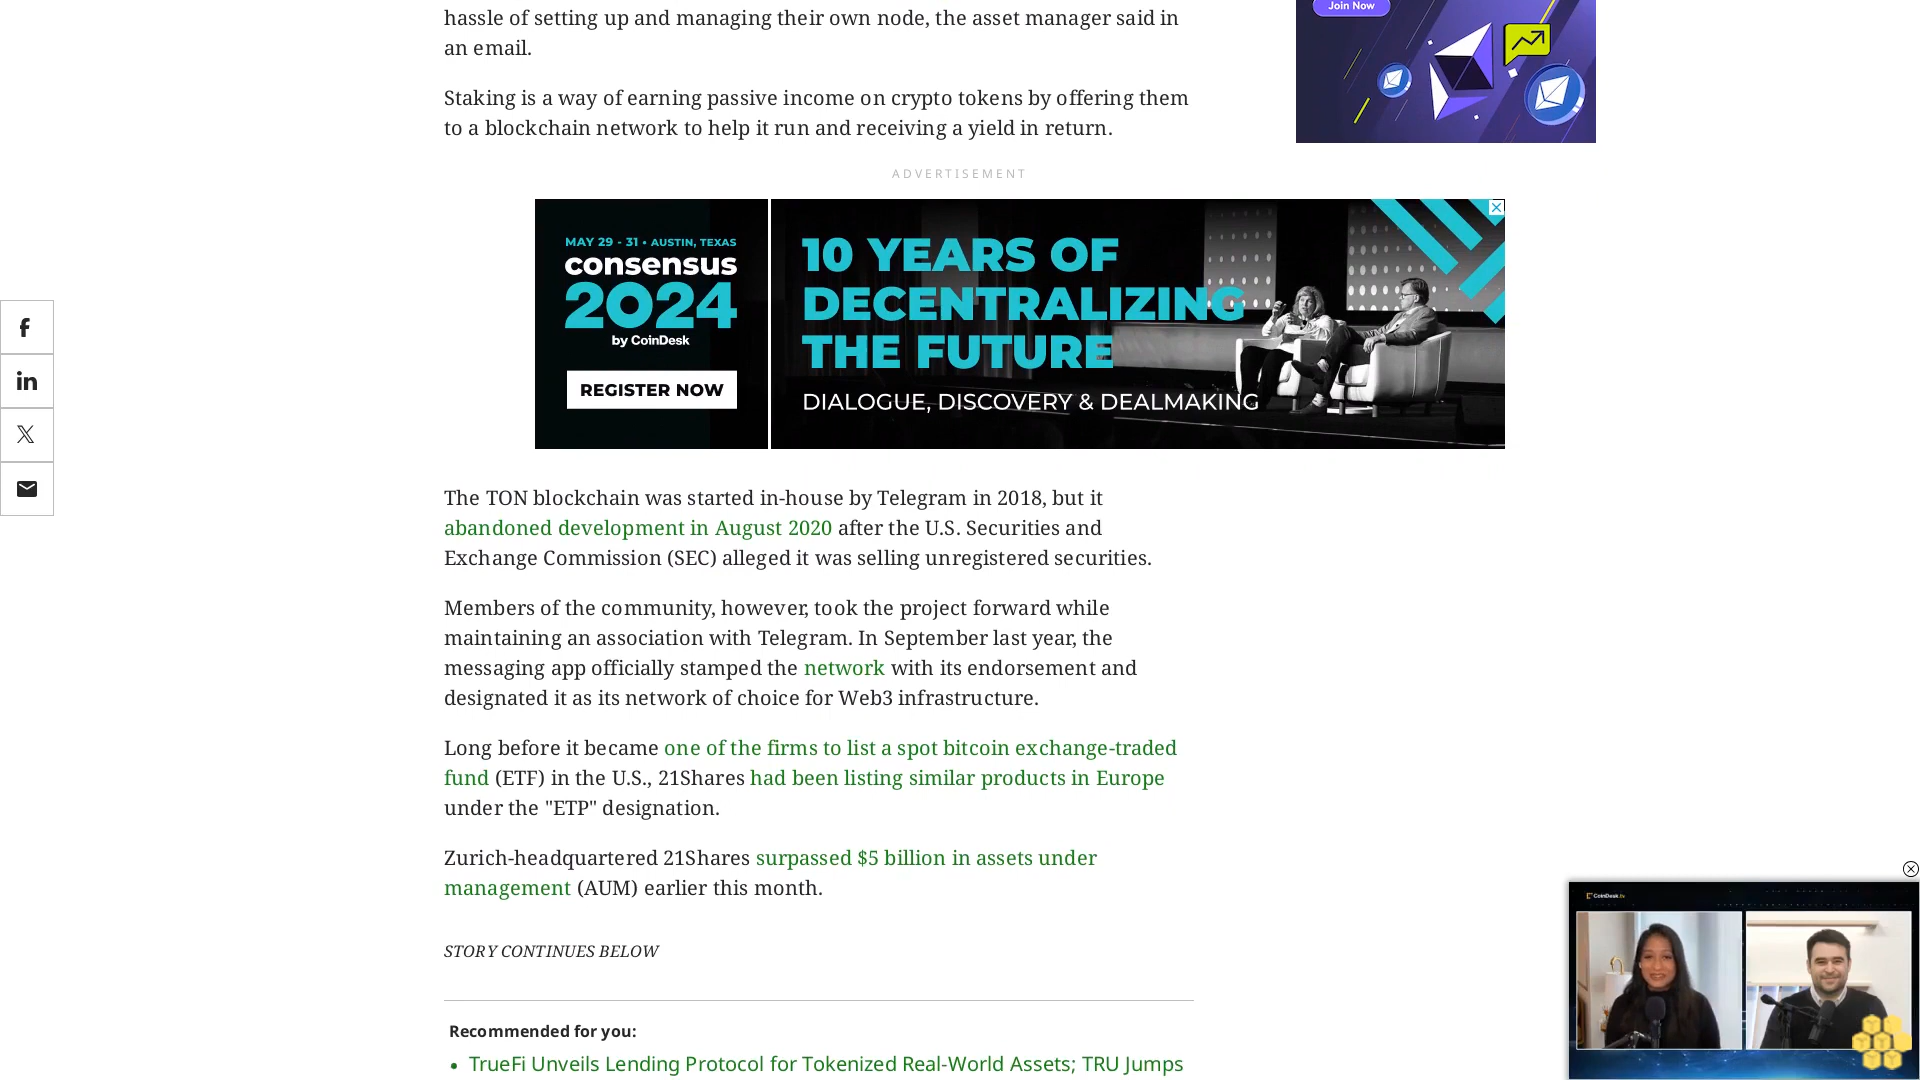 hassle of setting up and managing their own node, the asset manager said in
an email.
Join Now
Staking is a way of earning passive income on crypto tokens by offering them
to a blockchain network to help it run and receiving a yield in return.
ADVERTISEMENT
MAY 29 - 31 • AUSTIN, TEXAS
consensus
2024
by CoinDesk
REGISTER NOW
10 YEARS OF
DECENTRALIZING
THE FUTURE
DIALOGUE, DISCOVERY & DEALMAKING
The TON blockchain was started in-house by Telegram in 2018, but it
abandoned development in August 2020 after the U.S. Securities and
Exchange Commission (SEC) alleged it was selling unregistered securities.
Members of the community, however, took the project forward while
maintaining an association with Telegram. In September last year, the
messaging app officially stamped the network with its endorsement and
designated it as its network of choice for Web3 infrastructure.
Long before it became one of the firms to list a spot bitcoin exchange-traded
fund (ETF) in the U.S., 21Shares had been listing similar products in Europe
under the "ETP" designation.
Zurich-headquartered 21Shares surpassed $5 billion in assets under
management (AUM) earlier this month.
STORY CONTINUES BELOW
CoinDesk.tv
Recommended for you:
• TrueFi Unveils Lending Protocol for Tokenized Real-World Assets; TRU Jumps